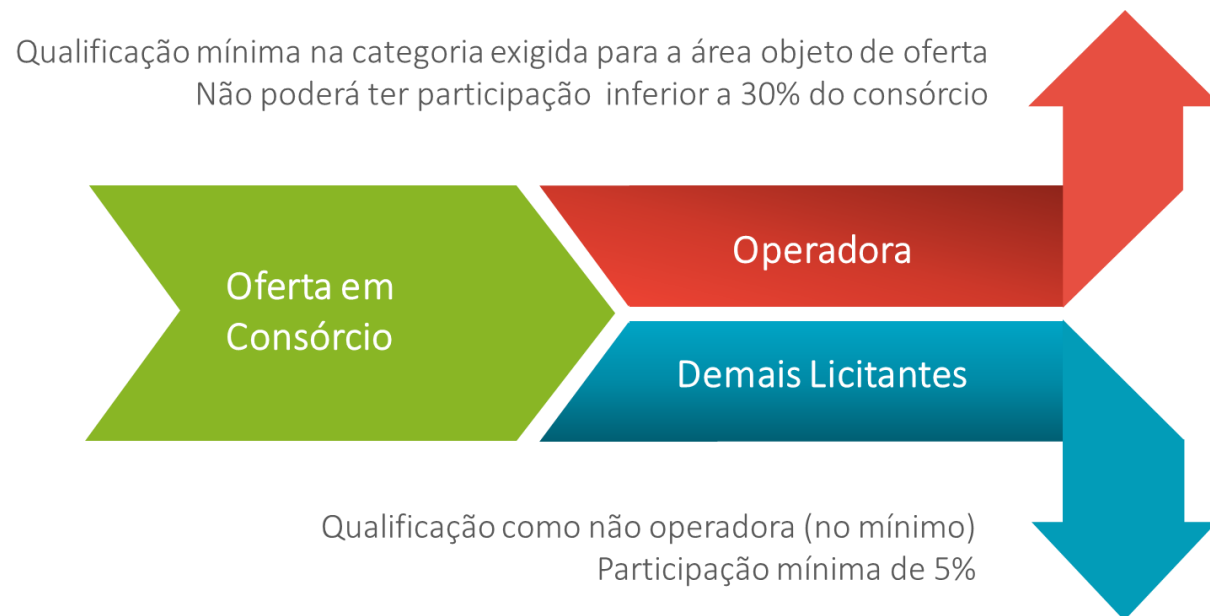 Qualificação mínima na categoria exigida para a área objeto de oferta
Não poderá ter participação inferior a 30% do consórcio
Oferta em
Consórcio
Operadora
Demais Licitantes
Qualificação como não operadora (no mínimo)
Participação mínima de 5%